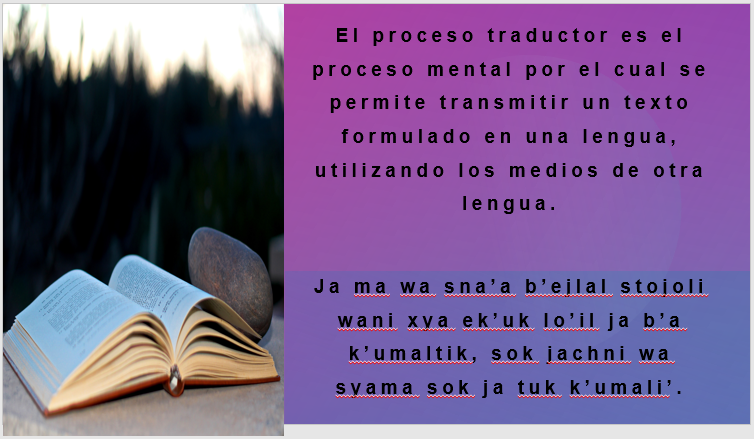 El proceso traductor es el
proceso mental por el cual se
permite transmitir un texto
formulado en una lengua,
utilizando los medios de otra
lengua.
Ja ma wa sna’a b’ejlal stojoli
wani xya ek’uk lo’il ja b’a
k’umaltik, sok jachni wa
syama sok ja tuk k’umali’.